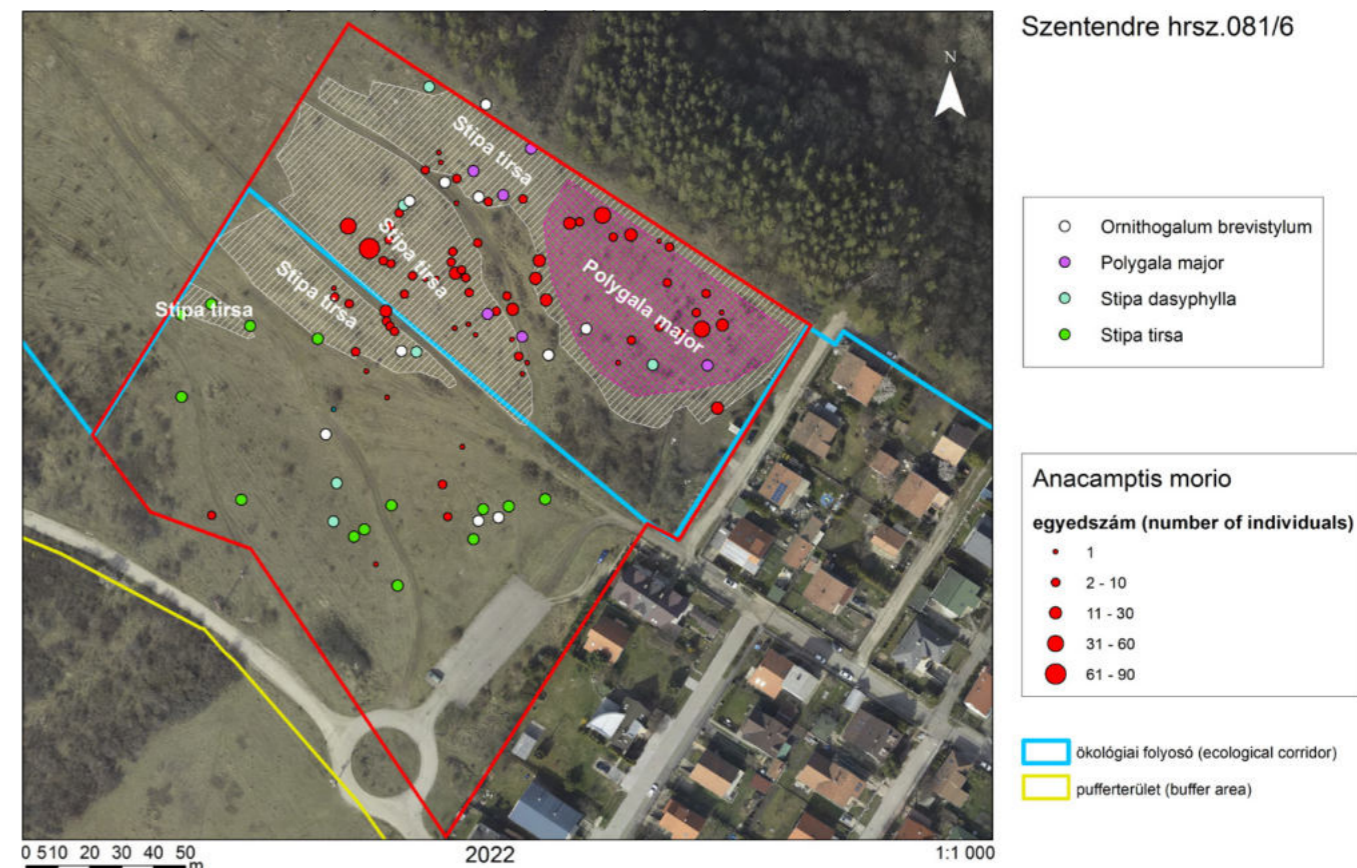 Szentendre hrsz.081/6
N
Stipa tirsa
Stipa tirsa
Stipa tirsa
Stipa tirsa
Polygala major
Ornithogalum brevistylum
Polygala major
Stipa dasyphylla
Stipa tirsa
Anacamptis morio
egyedszám (number of individuals)
1
2 - 10
11 - 30
31 - 60
61 - 90
ökológiai folyosó (ecological corridor)
pufferterület (buffer area)
0 510 20 30 40 50
m
2022
1:1 000